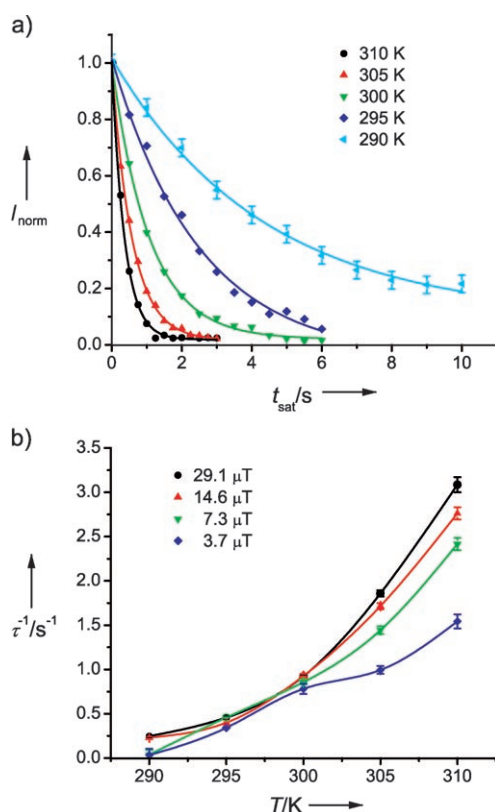 a)
310 K
305 K
300 K
295 K
290 K
1.0
0.8
0.6
0.4
0.2
0.0
I_norm
0 2 4 6 8 10
t_sat/s
b)
29.1 μT
14.6 μT
7.3 μT
3.7 μT
3.5
3.0
2.5
2.0
1.5
1.0
0.5
0.0
τ⁻¹/s⁻¹
290 295 300 305 310
T/K